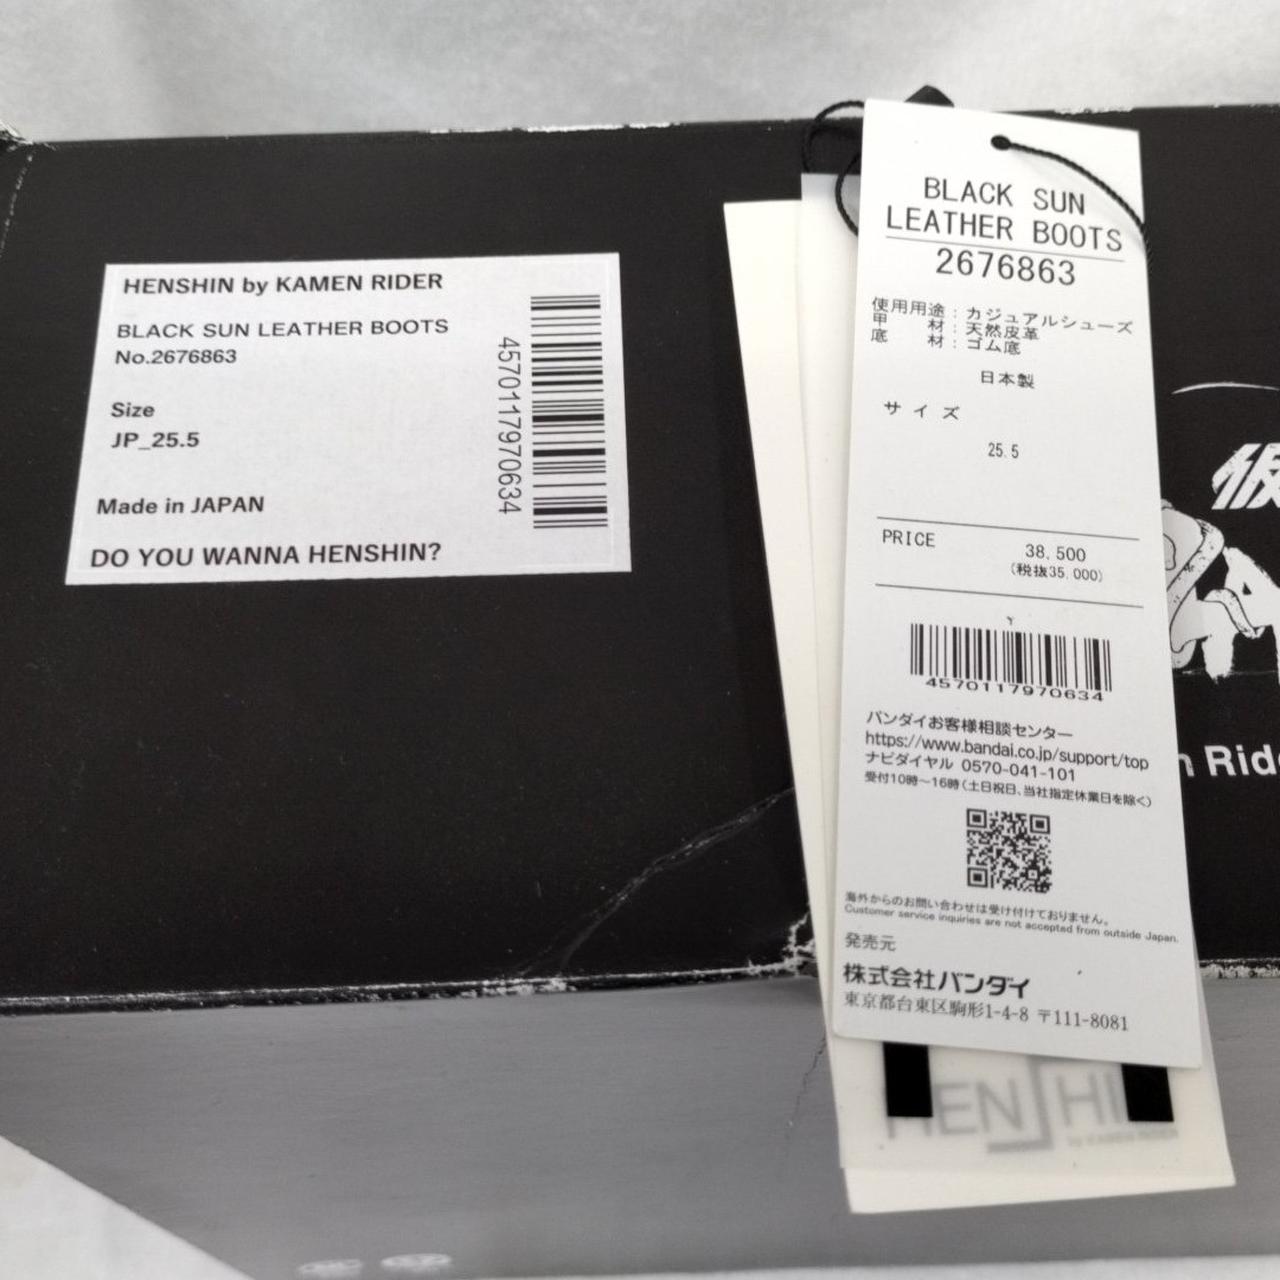 HENSHIN by KAMEN RIDER
BLACK SUN LEATHER BOOTS
No.2676863
Size
JP_25.5
Made in JAPAN
DO YOU WANNA HENSHIN?
4570117970634
BLACK SUN
LEATHER BOOTS
2676863
使用用途：カジュアルシューズ
甲　材：天然皮革
底　材：ゴム底
日本製
サイズ
25.5
PRICE
38,500
(税抜35,000)
4570117970634
バンダイお客様相談センター
https://www.bandai.co.jp/support/top
ナビダイヤル 0570-041-101
受付10時～16時（土日祝日、当社指定休業日を除く）
海外からのお問い合わせは受け付けておりません。
Customer service inquiries are not accepted from outside Japan.
発売元
株式会社バンダイ
東京都台東区駒形1-4-8 〒111-8081
HENSHI
by KAMEN RIDER